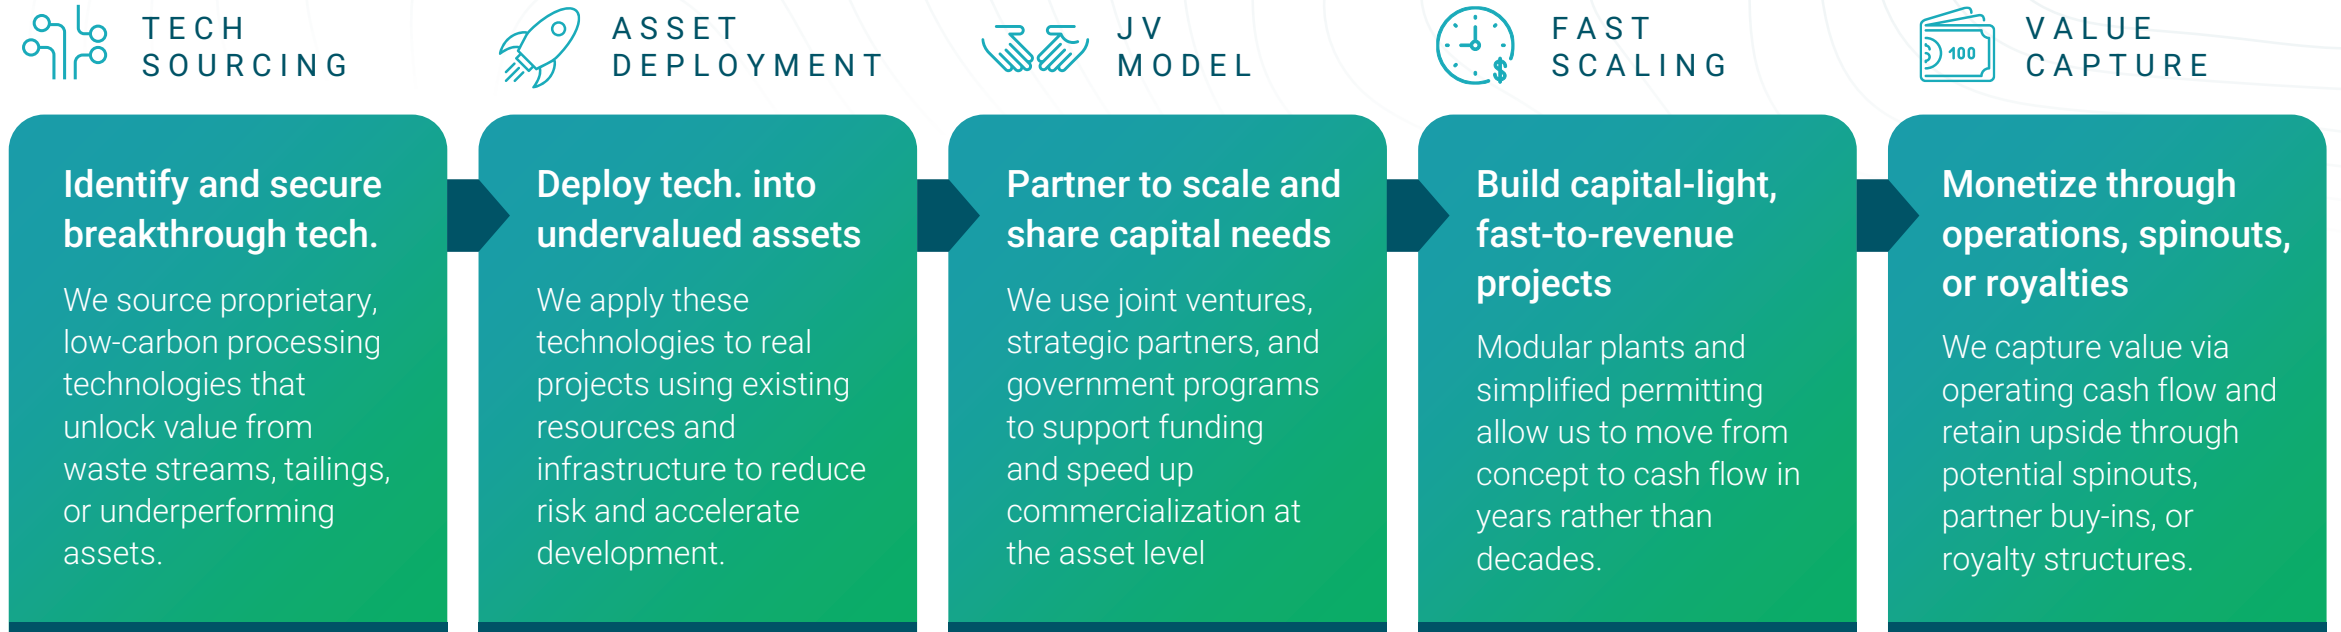 TECH
SOURCING
ASSET
DEPLOYMENT
JV
MODEL
$
FAST
SCALING
100
VALUE
CAPTURE
Identify and secure
breakthrough tech.
We source proprietary,
low-carbon processing
technologies that
unlock value from
waste streams, tailings,
or underperforming
assets.
Deploy tech. into
undervalued assets
We apply these
technologies to real
projects using existing
resources and
infrastructure to reduce
risk and accelerate
development.
Partner to scale and
share capital needs
We use joint ventures,
strategic partners, and
government programs
to support funding
and speed up
commercialization at
the asset level
Build capital-light,
fast-to-revenue
projects
Modular plants and
simplified permitting
allow us to move from
concept to cash flow in
years rather than
decades.
Monetize through
operations, spinouts,
or royalties
We capture value via
operating cash flow and
retain upside through
potential spinouts,
partner buy-ins, or
royalty structures.